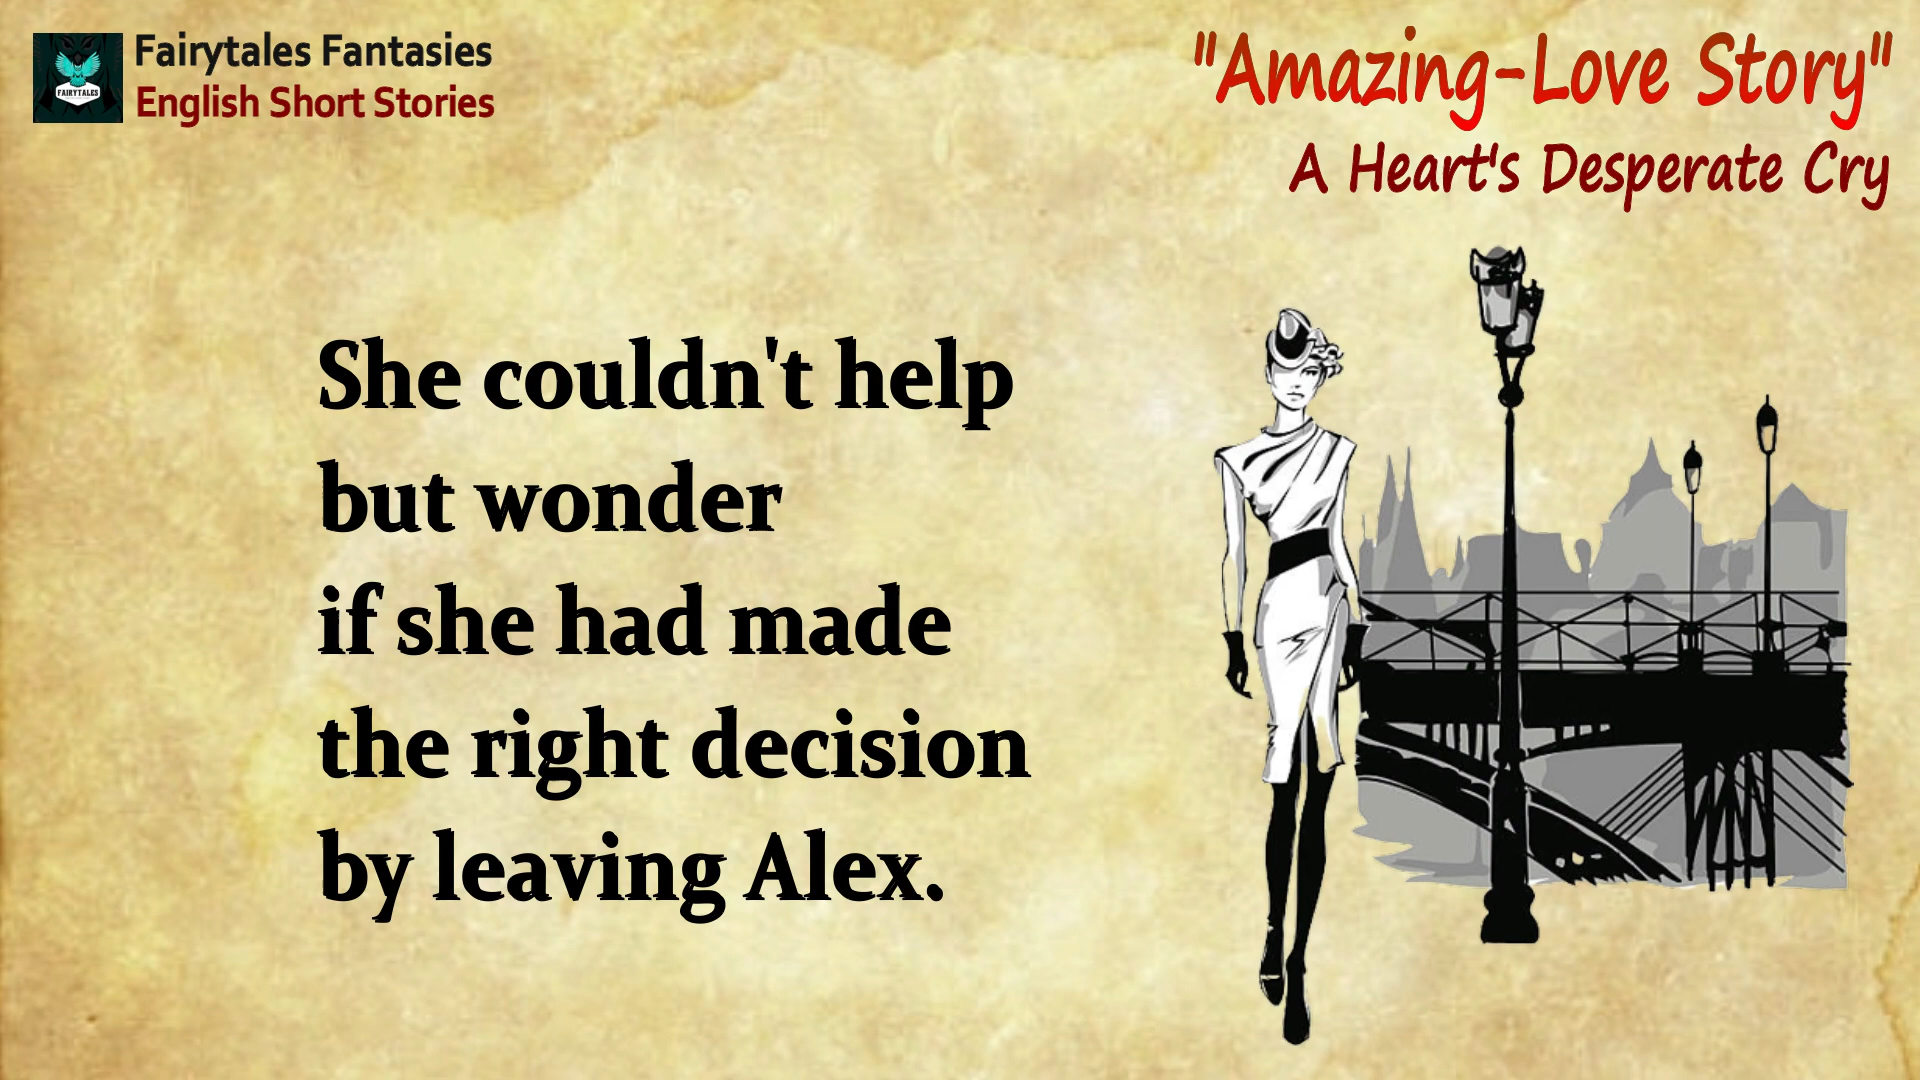 Fairytales Fantasies
English Short Stories
FAIRYTALES
"Amazing-Love Story"
A Heart's Desperate Cry
She couldn't help
but wonder
if she had made
the right decision
by leaving Alex.